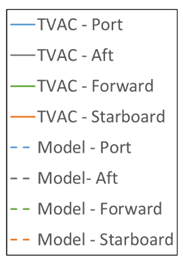 TVAC - Port
TVAC - Aft
TVAC - Forward
TVAC - Starboard
Model - Port
Model- Aft
Model - Forward
Model - Starboard